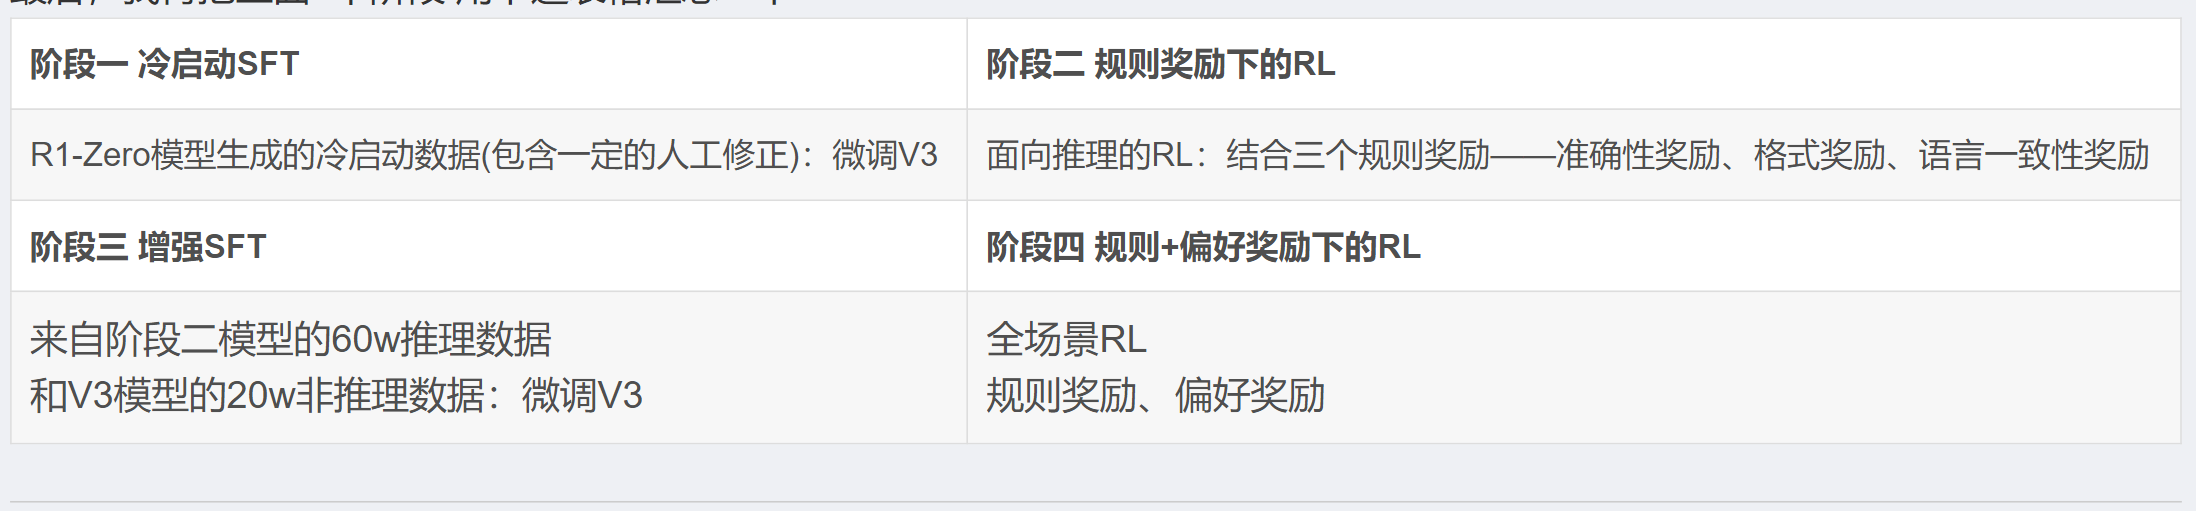 阶段一 冷启动SFT
阶段二 规则奖励下的RL
R1-Zero模型生成的冷启动数据(包含一定的人工修正)：微调V3
面向推理的RL：结合三个规则奖励——准确性奖励、格式奖励、语言一致性奖励
阶段三 增强SFT
阶段四 规则+偏好奖励下的RL
来自阶段二模型的60w推理数据
和V3模型的20w非推理数据：微调V3
全场景RL
规则奖励、偏好奖励